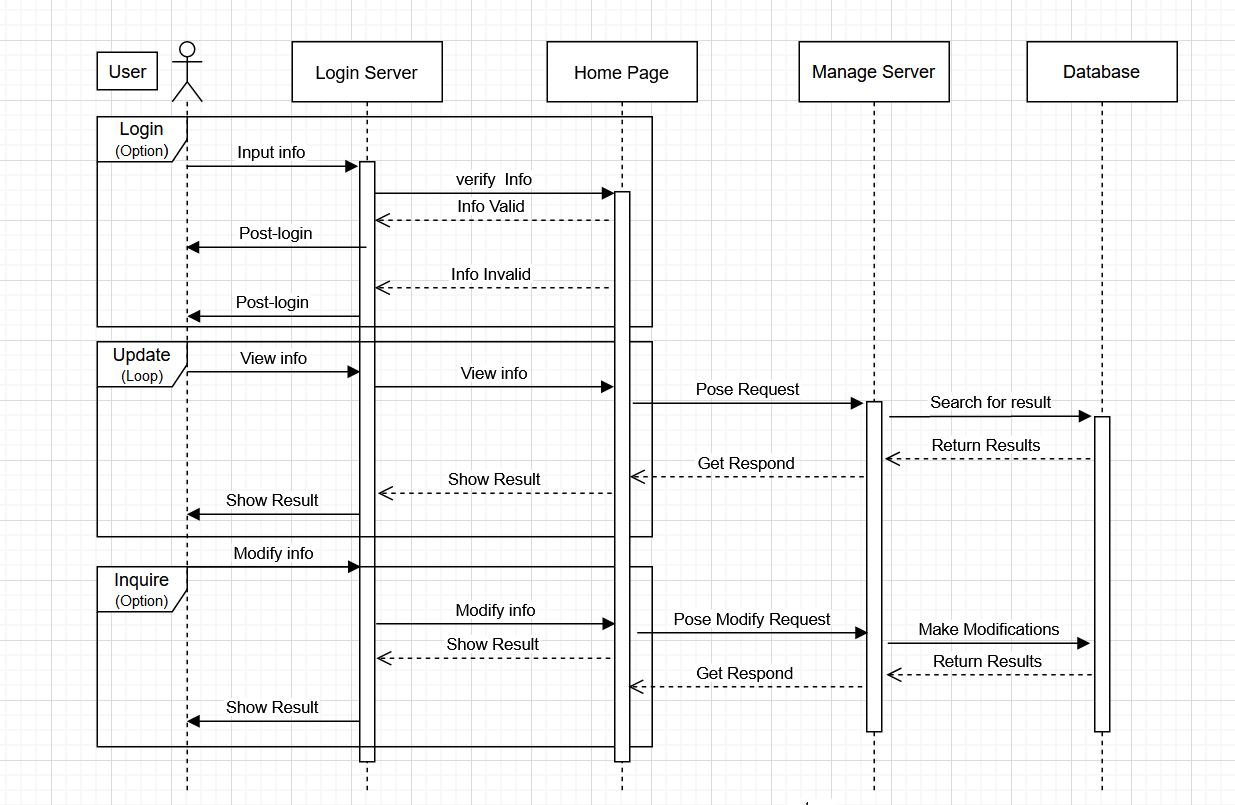 User
Login Server
Home Page
Manage Server
Database
Login
(Option)
Input info
verify  Info
Info Valid
Post-login
Info Invalid
Post-login
Update
(Loop)
View info
View info
Pose Request
Search for result
Return Results
Get Respond
Show Result
Show Result
Modify info
Inquire
(Option)
Modify info
Pose Modify Request
Make Modifications
Show Result
Return Results
Get Respond
Show Result